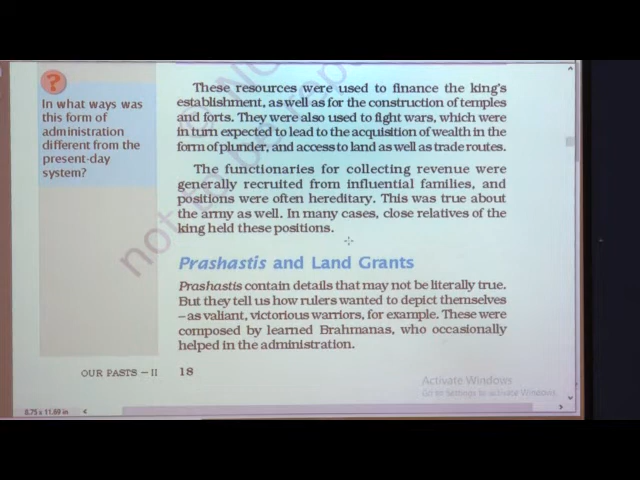 ?
In what ways was
this form of
administration
different from the
present-day
system?
These resources were used to finance the king's
establishment, as well as for the construction of temples
and forts. They were also used to fight wars, which were
in turn expected to lead to the acquisition of wealth in the
form of plunder, and access to land as well as trade routes.
The functionaries for collecting revenue were
generally recruited from influential families, and
positions were often hereditary. This was true about
the army as well. In many cases, close relatives of the
king held these positions.
Prashastis and Land Grants
Prashastis contain details that may not be literally true.
But they tell us how rulers wanted to depict themselves
– as valiant, victorious warriors, for example. These were
composed by learned Brahmanas, who occasionally
helped in the administration.
OUR PASTS – II 18
Activate Windows
Go to Settings to activate Windows.
8.75 x 11.69 in
not to be